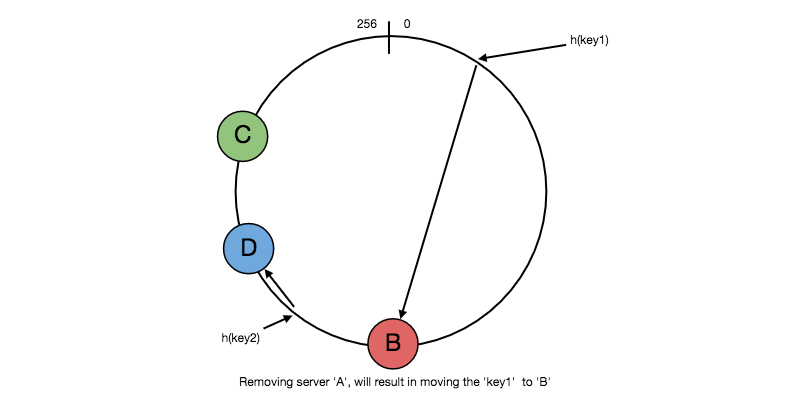 256 0
h(key1)
C
D
h(key2)
B
Removing server 'A', will result in moving the 'key1' to 'B'